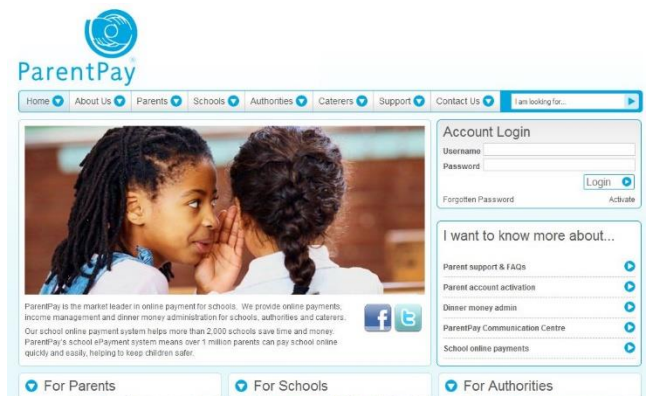 ParentPay
Home About Us Parents Schools Authorities Caterers Support Contact Us I am looking for...
Account Login
Username
Password
Login
Forgotten Password Activate
I want to know more about...
Parent support & FAQs
Parent account activation
Dinner money admin
ParentPay Communication Centre
School online payments
ParentPay is the market leader in online payment for schools. We provide online payments,
income management and dinner money administration for schools, authorities and caterers.
Our school online payment system helps more than 2,000 schools save time and money.
ParentPay's school ePayment system means over 1 million parents can pay school online
quickly and easily, helping to keep children safer.
f t
For Parents For Schools For Authorities